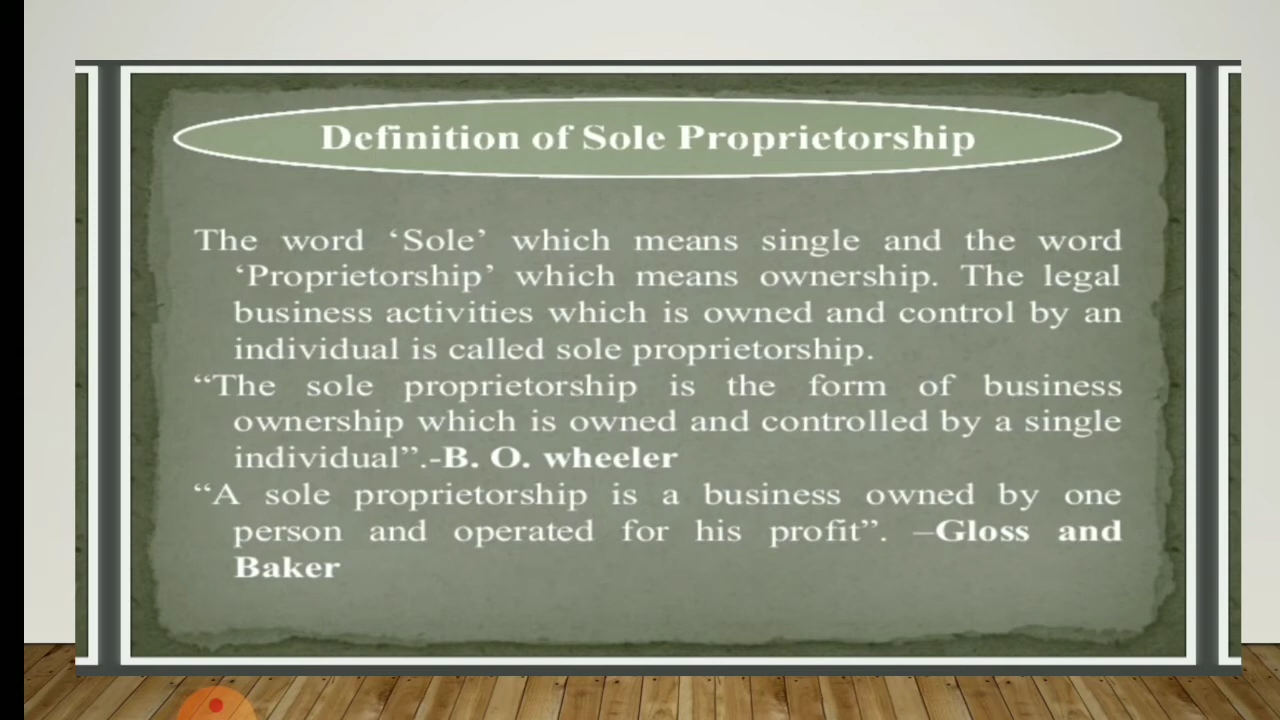 Definition of Sole Proprietorship
The word ‘Sole’ which means single and the word
‘Proprietorship’ which means ownership. The legal
business activities which is owned and control by an
individual is called sole proprietorship.
“The sole proprietorship is the form of business
ownership which is owned and controlled by a single
individual”.-B. O. wheeler
“A sole proprietorship is a business owned by one
person and operated for his profit”. –Gloss and
Baker